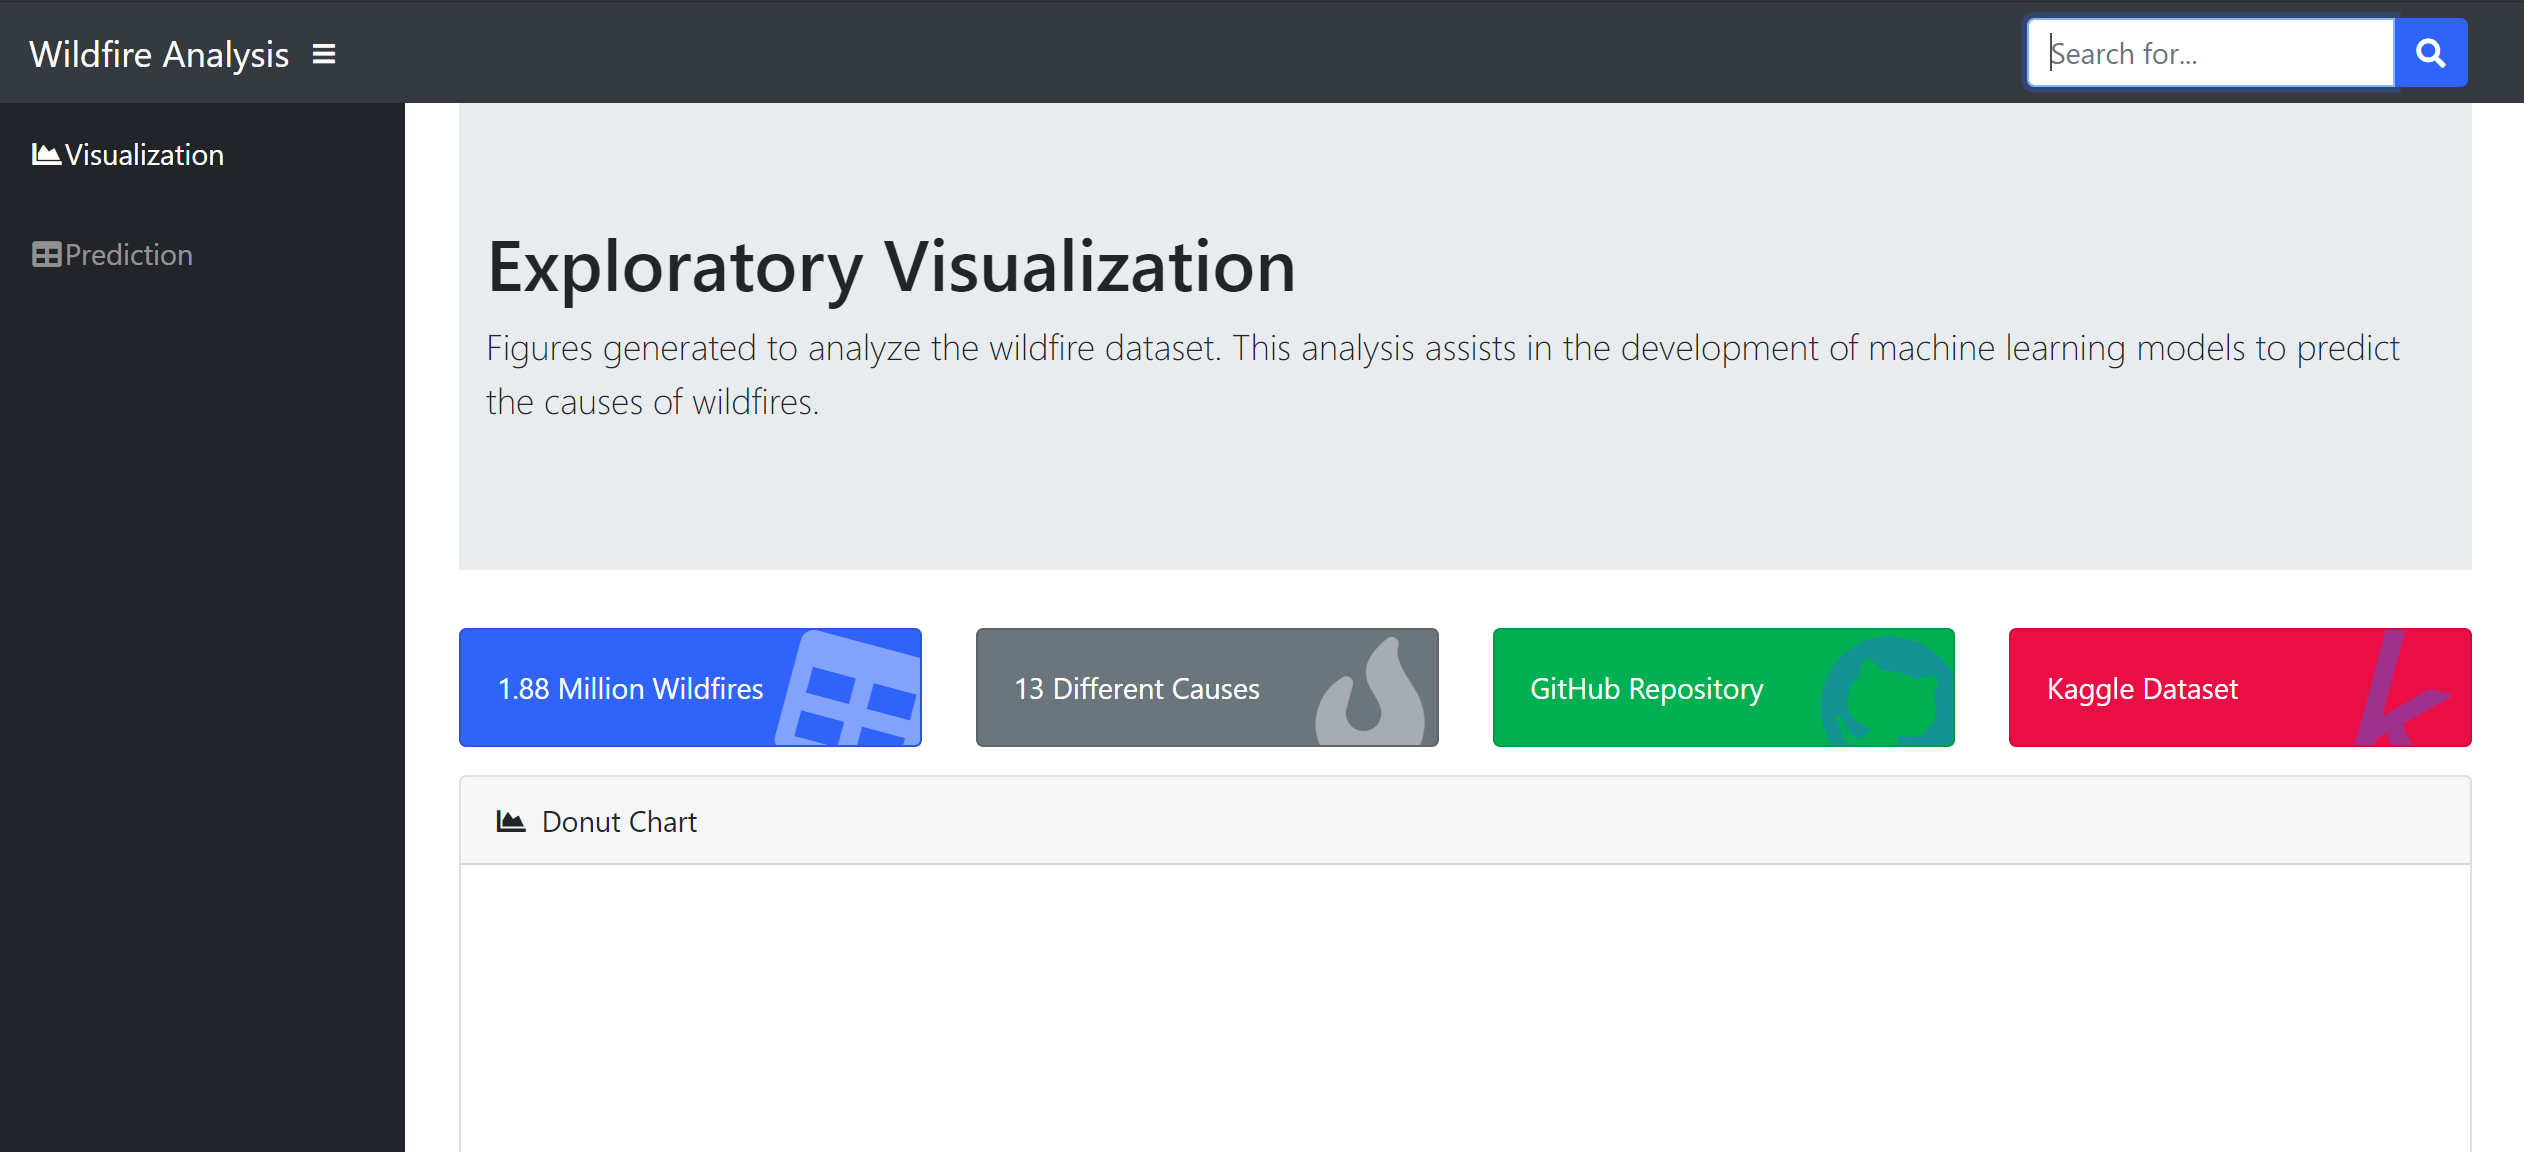 Wildfire Analysis
Search for...
Visualization
Prediction
Exploratory Visualization
Figures generated to analyze the wildfire dataset. This analysis assists in the development of machine learning models to predict
the causes of wildfires.
1.88 Million Wildfires
13 Different Causes
GitHub Repository
Kaggle Dataset
k
Donut Chart